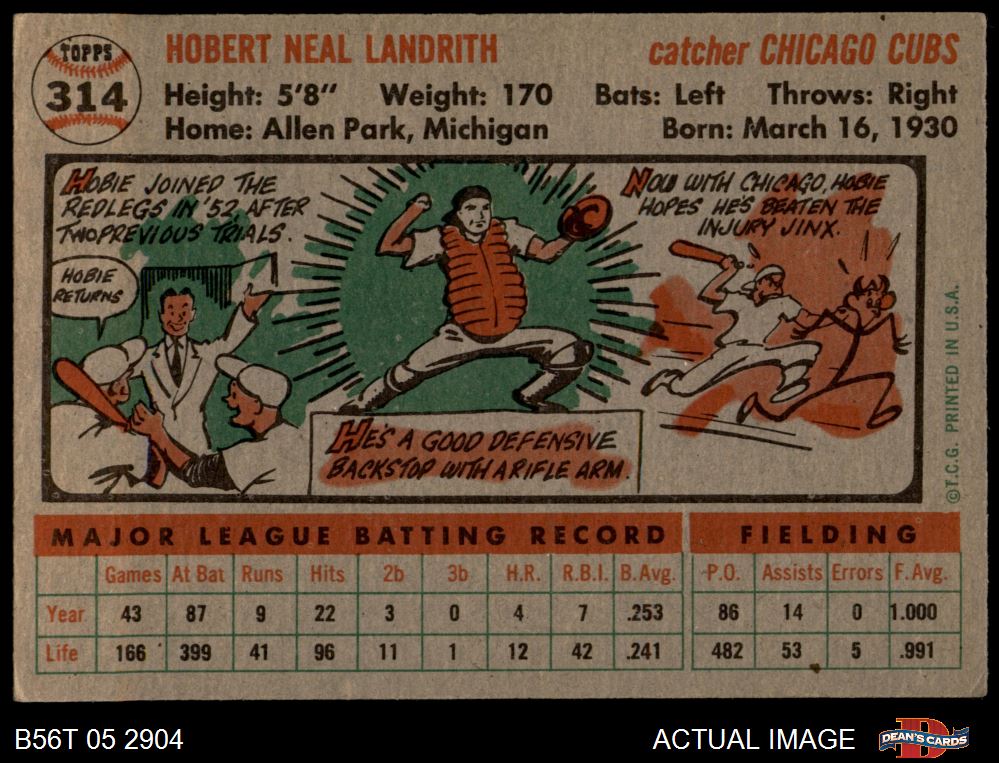 TOPPS
314
HOBERT NEAL LANDRITH
catcher CHICAGO CUBS
Height: 5'8" Weight: 170 Bats: Left Throws: Right
Home: Allen Park, Michigan Born: March 16, 1930
HOBIE JOINED THE
REDLEGS IN '52, AFTER
TWO PREVIOUS TRIALS.
HOBIE
RETURNS
HE'S A GOOD DEFENSIVE
BACKSTOP WITH A RIFLE ARM.
NOW WITH CHICAGO, HOBIE
HOPES HE'S BEATEN THE
INJURY JINX.
©T.C.G. PRINTED IN U.S.A.
MAJOR LEAGUE BATTING RECORD FIELDING
Games At Bat Runs Hits 2b 3b H.R. R.B.I. B.Avg. P.O. Assists Errors F.Avg.
Year 43 87 9 22 3 0 4 7 .253 86 14 0 1.000
Life 166 399 41 96 11 1 12 42 .241 482 53 5 .991
B56T 05 2904
ACTUAL IMAGE
D
DEAN'S CARDS